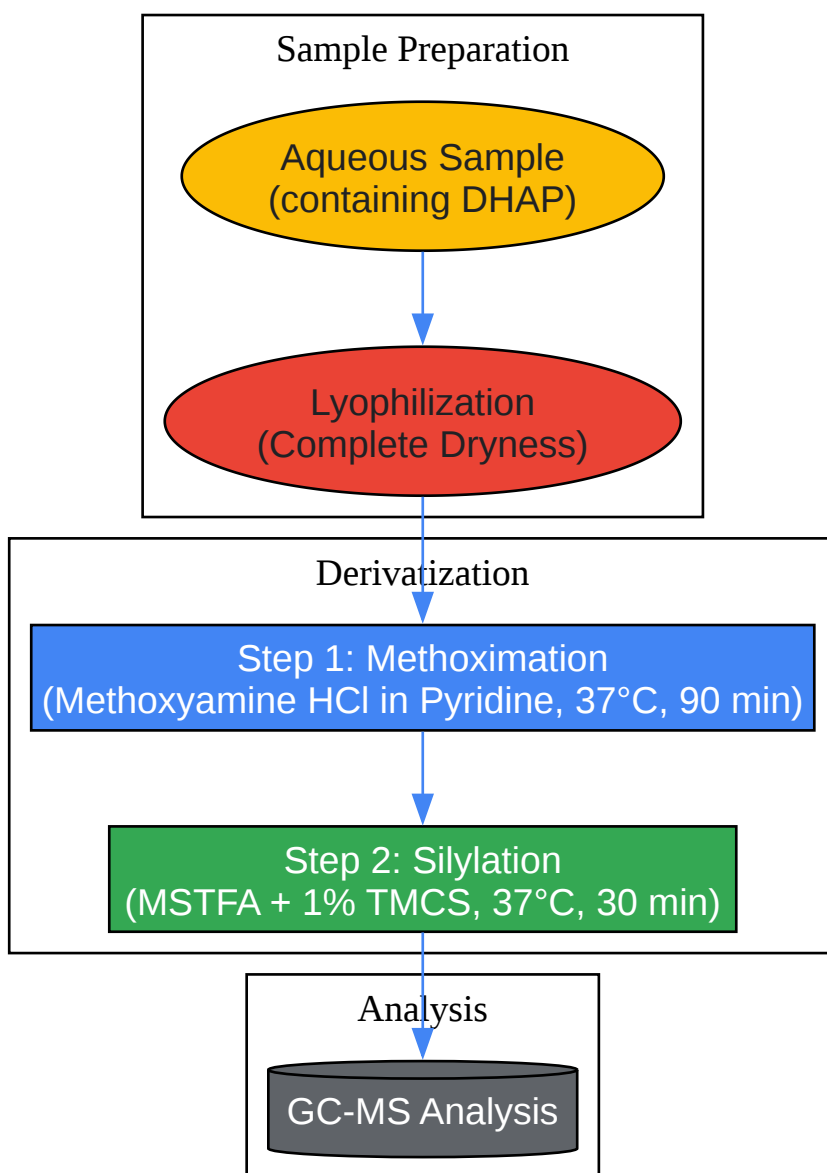 Sample Preparation
Aqueous Sample
(containing DHAP)
Lyophilization
(Complete Dryness)
Derivatization
Step 1: Methoximation
(Methoxyamine HCl in Pyridine, 37°C, 90 min)
Step 2: Silylation
(MSTFA + 1% TMCS, 37°C, 30 min)
Analysis
GC-MS Analysis